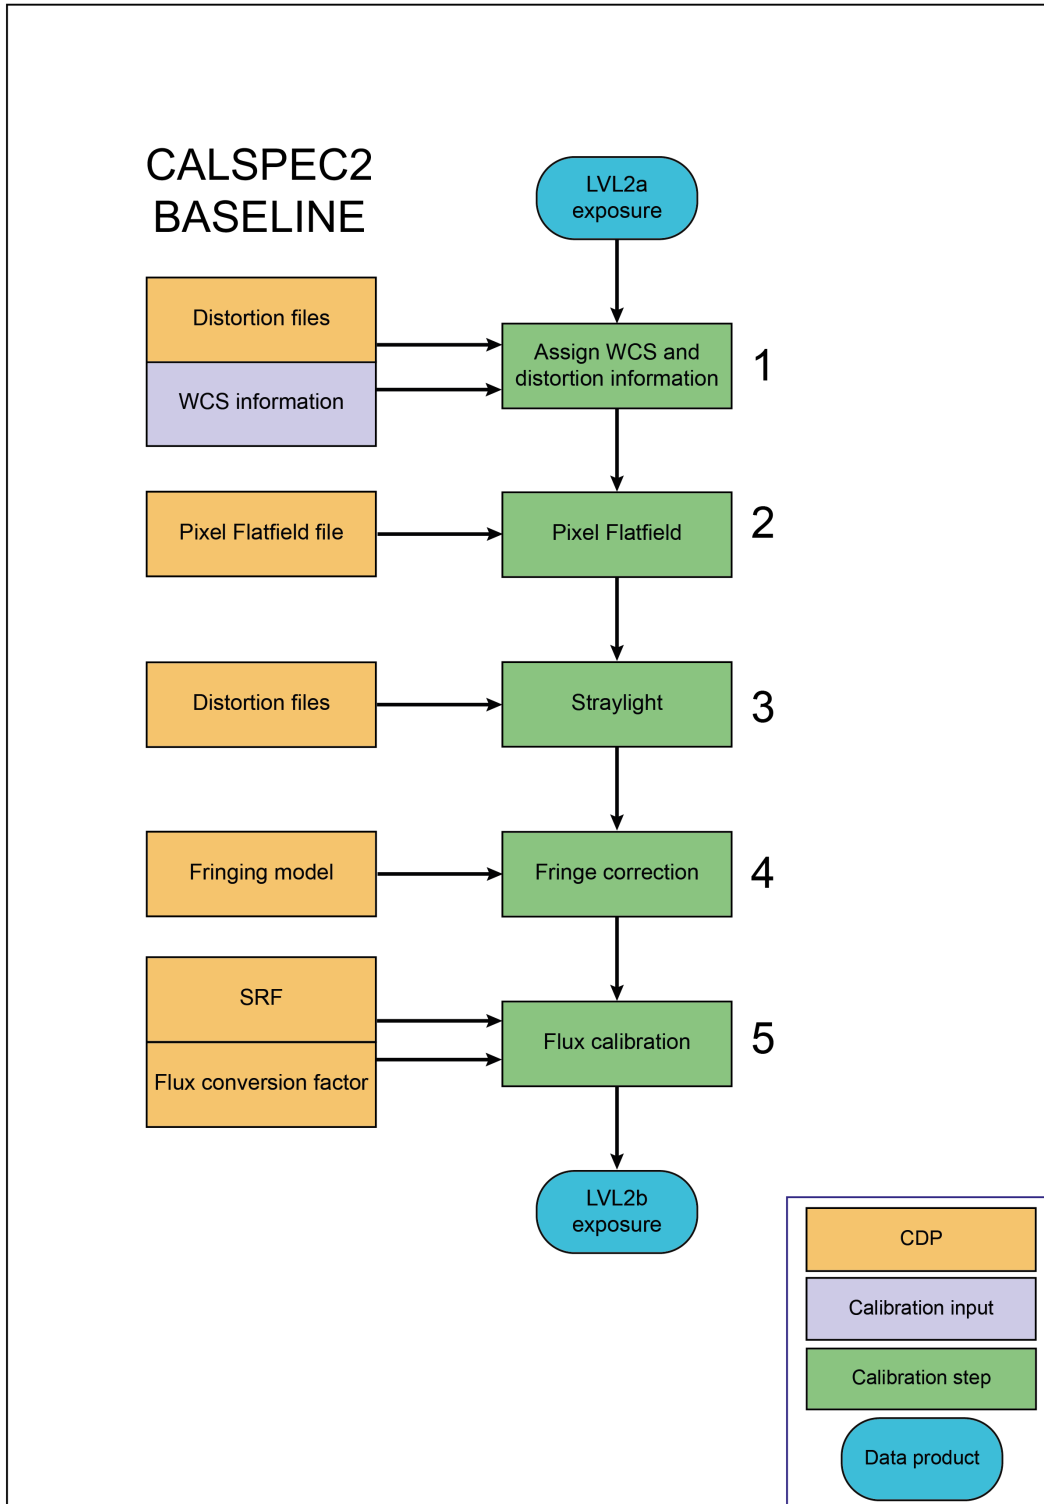 CALSPEC2
BASELINE
LVL2a
exposure
Distortion files
WCS information
Assign WCS and
distortion information
1
Pixel Flatfield file
Pixel Flatfield
2
Distortion files
Straylight
3
Fringing model
Fringe correction
4
SRF
Flux conversion factor
Flux calibration
5
LVL2b
exposure
CDP
Calibration input
Calibration step
Data product